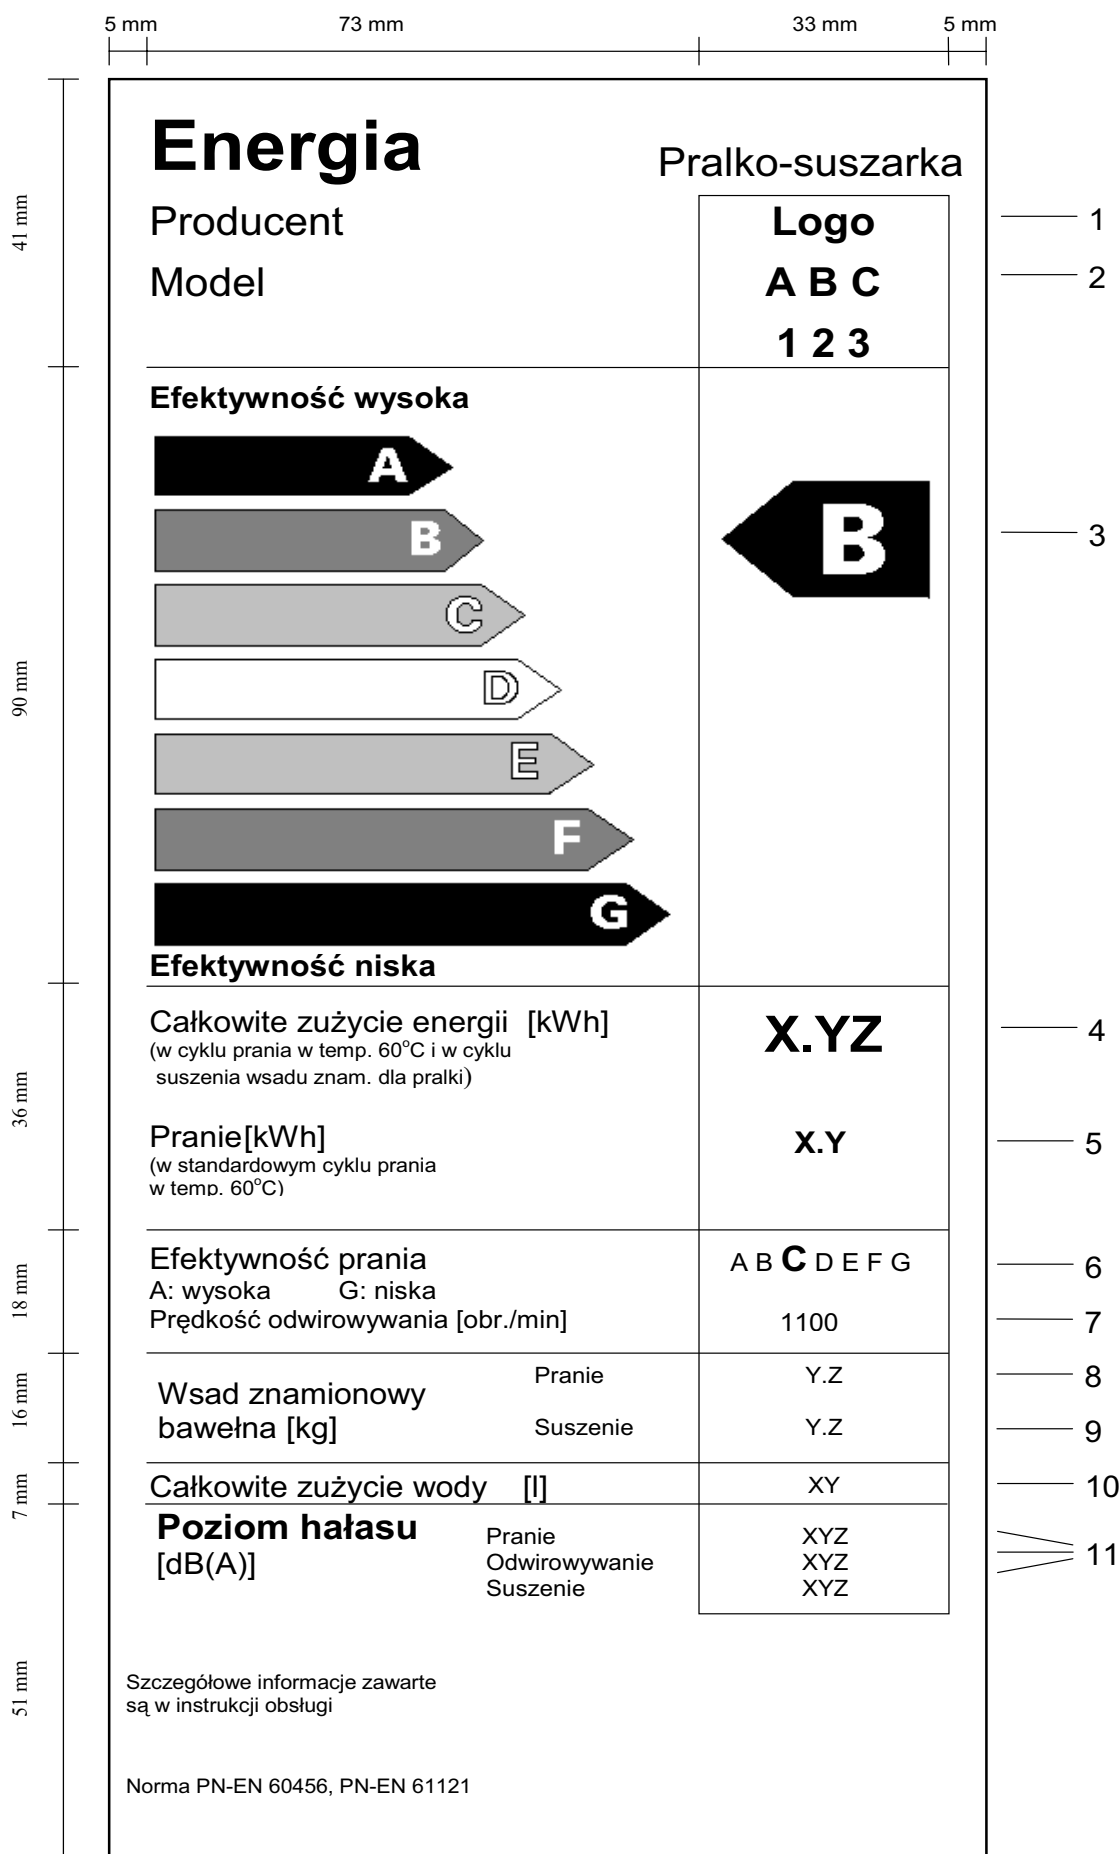 5 mm 73 mm 33 mm 5 mm
Energia
Pralko-suszarka
41 mm
Producent Logo 1
Model A B C 2
1 2 3
Efektywność wysoka
A
B B 3
C
90 mm
D
E
F
G
Efektywność niska
Całkowite zużycie energii [kWh] X.YZ 4
(w cyklu prania w temp. 60°C i w cyklu
suszenia wsadu znam. dla pralki)
36 mm
Pranie[kWh] X.Y 5
(w standardowym cyklu prania
w temp. 60°C)
Efektywność prania A B C D E F G 6
A: wysoka G: niska
18 mm
Prędkość odwirowywania [obr./min] 1100 7
Pranie Y.Z 8
Wsad znamionowy
16 mm
bawełna [kg] Suszenie Y.Z 9
Całkowite zużycie wody [l] XY 10
7 mm
Poziom hałasu Pranie XYZ
[dB(A)] Odwirowywanie XYZ 11
Suszenie XYZ
51 mm
Szczegółowe informacje zawarte
są w instrukcji obsługi
Norma PN-EN 60456, PN-EN 61121